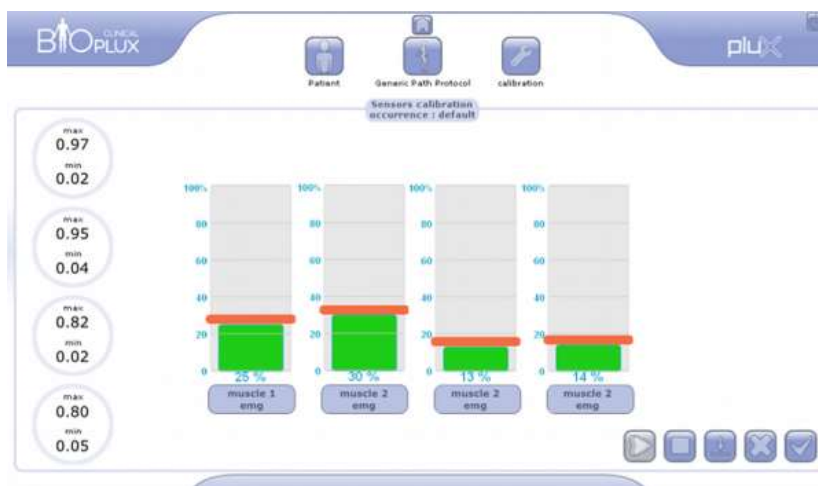 CLINICAL
BIOPLUX
plux
Patient
Generic Path Protocol
calibration
Sensors calibration
occurrence : default
max
0.97
min
0.02
max
0.95
min
0.04
max
0.82
min
0.02
max
0.80
min
0.05
100%
80
60
40
20
0
25 %
muscle 1
emg
100%
80
60
40
20
0
30 %
muscle 2
emg
100%
80
60
40
20
0
13 %
muscle 2
emg
100%
80
60
40
20
0
14 %
muscle 2
emg